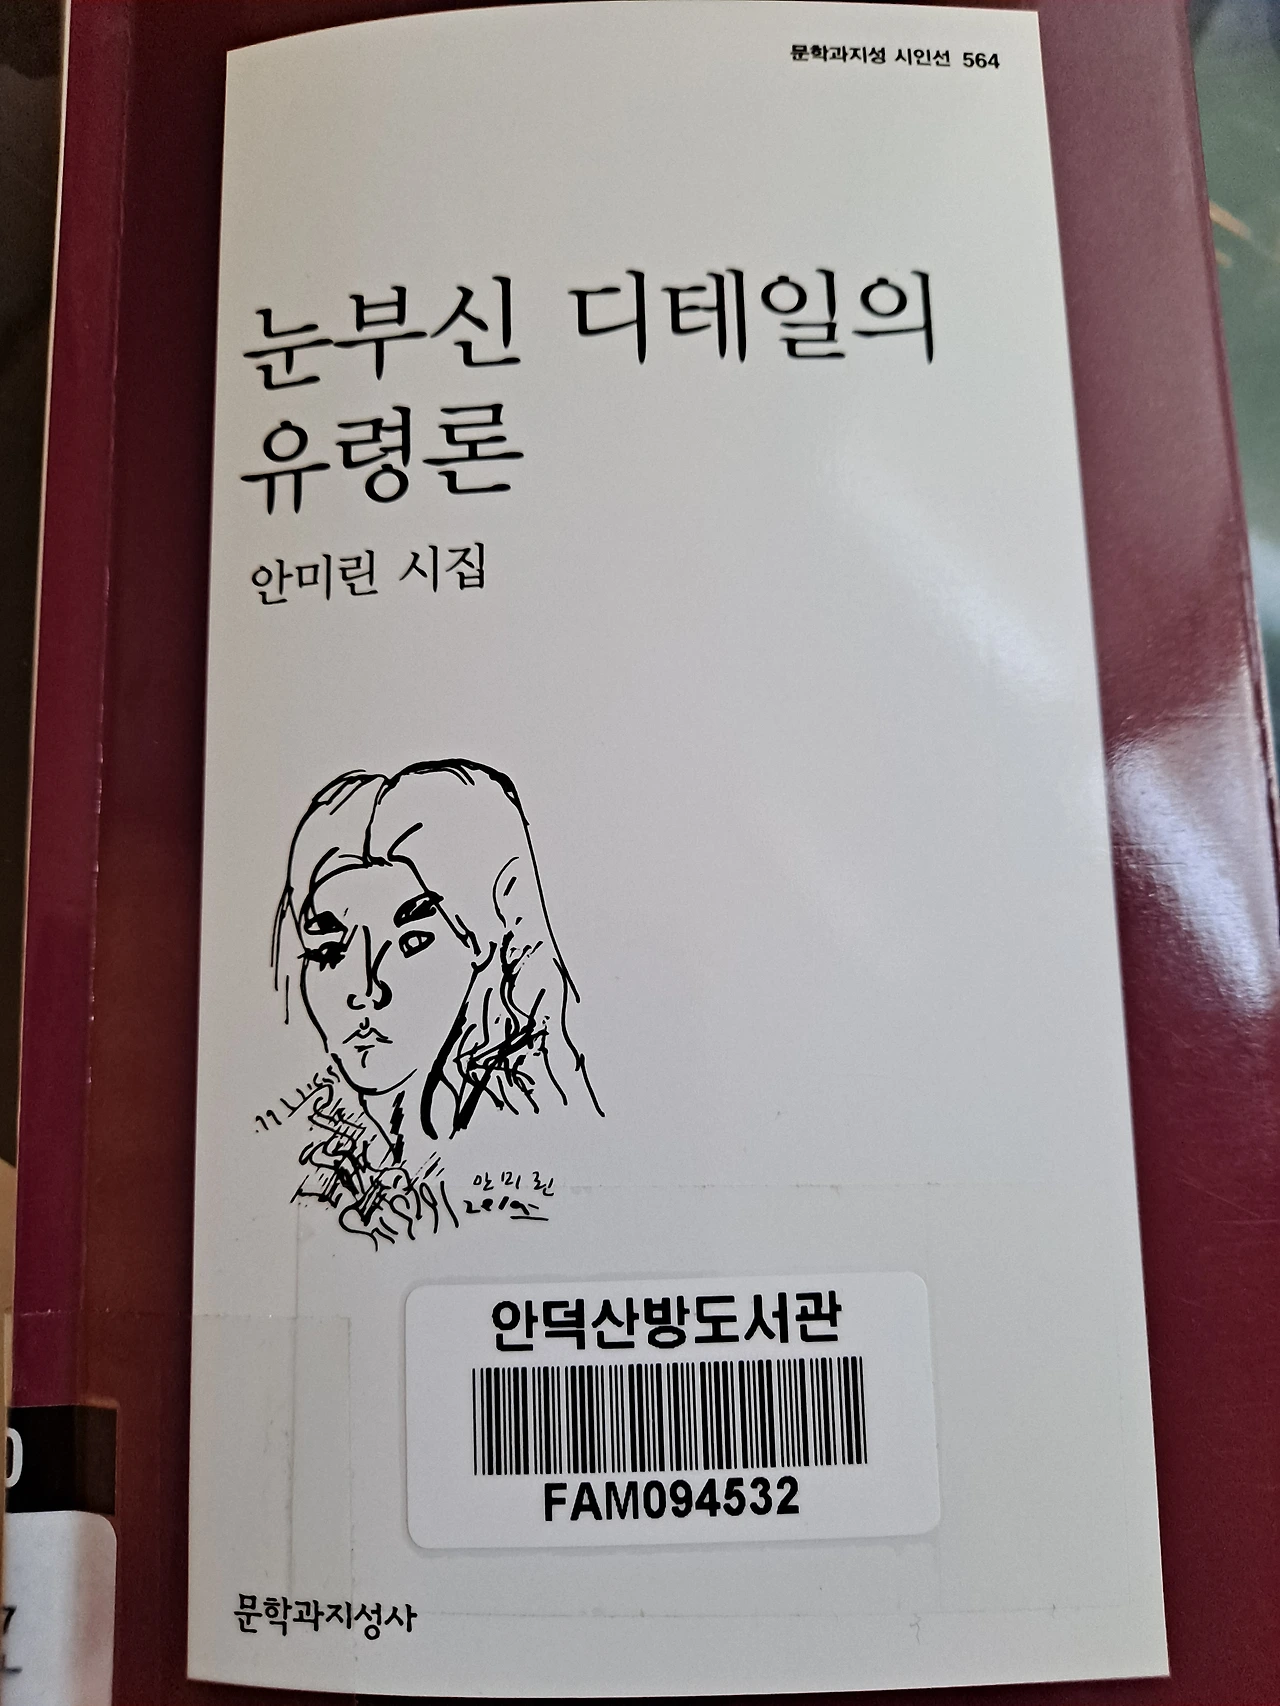 문학과지성 시인선 564
눈부신 디테일의
유령론
안미린 시집
안미린
안덕산방도서관
FAM094532
문학과지성사
0
7